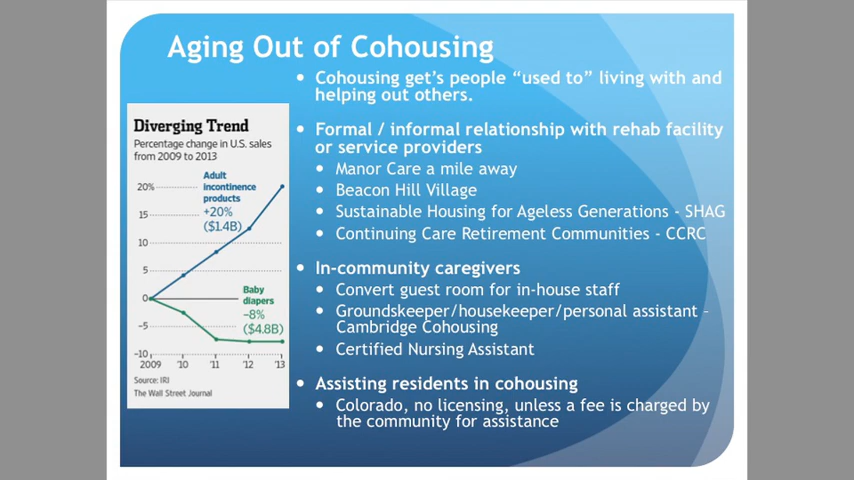 Aging Out of Cohousing
• Cohousing get's people “used to” living with and
helping out others.
• Formal / informal relationship with rehab facility
or service providers
• Manor Care a mile away
• Beacon Hill Village
• Sustainable Housing for Ageless Generations - SHAG
• Continuing Care Retirement Communities - CCRC
• In-community caregivers
• Convert guest room for in-house staff
• Groundskeeper/housekeeper/personal assistant –
Cambridge Cohousing
• Certified Nursing Assistant
• Assisting residents in cohousing
• Colorado, no licensing, unless a fee is charged by
the community for assistance
Diverging Trend
Percentage change in U.S. sales
from 2009 to 2013
Adult
incontinence
products
+20%
($1.4B)
20%
15
10
5
0
–5
–10
Baby
diapers
–8%
($4.8B)
2009 '10 '11 '12 '13
Source: IRI
The Wall Street Journal